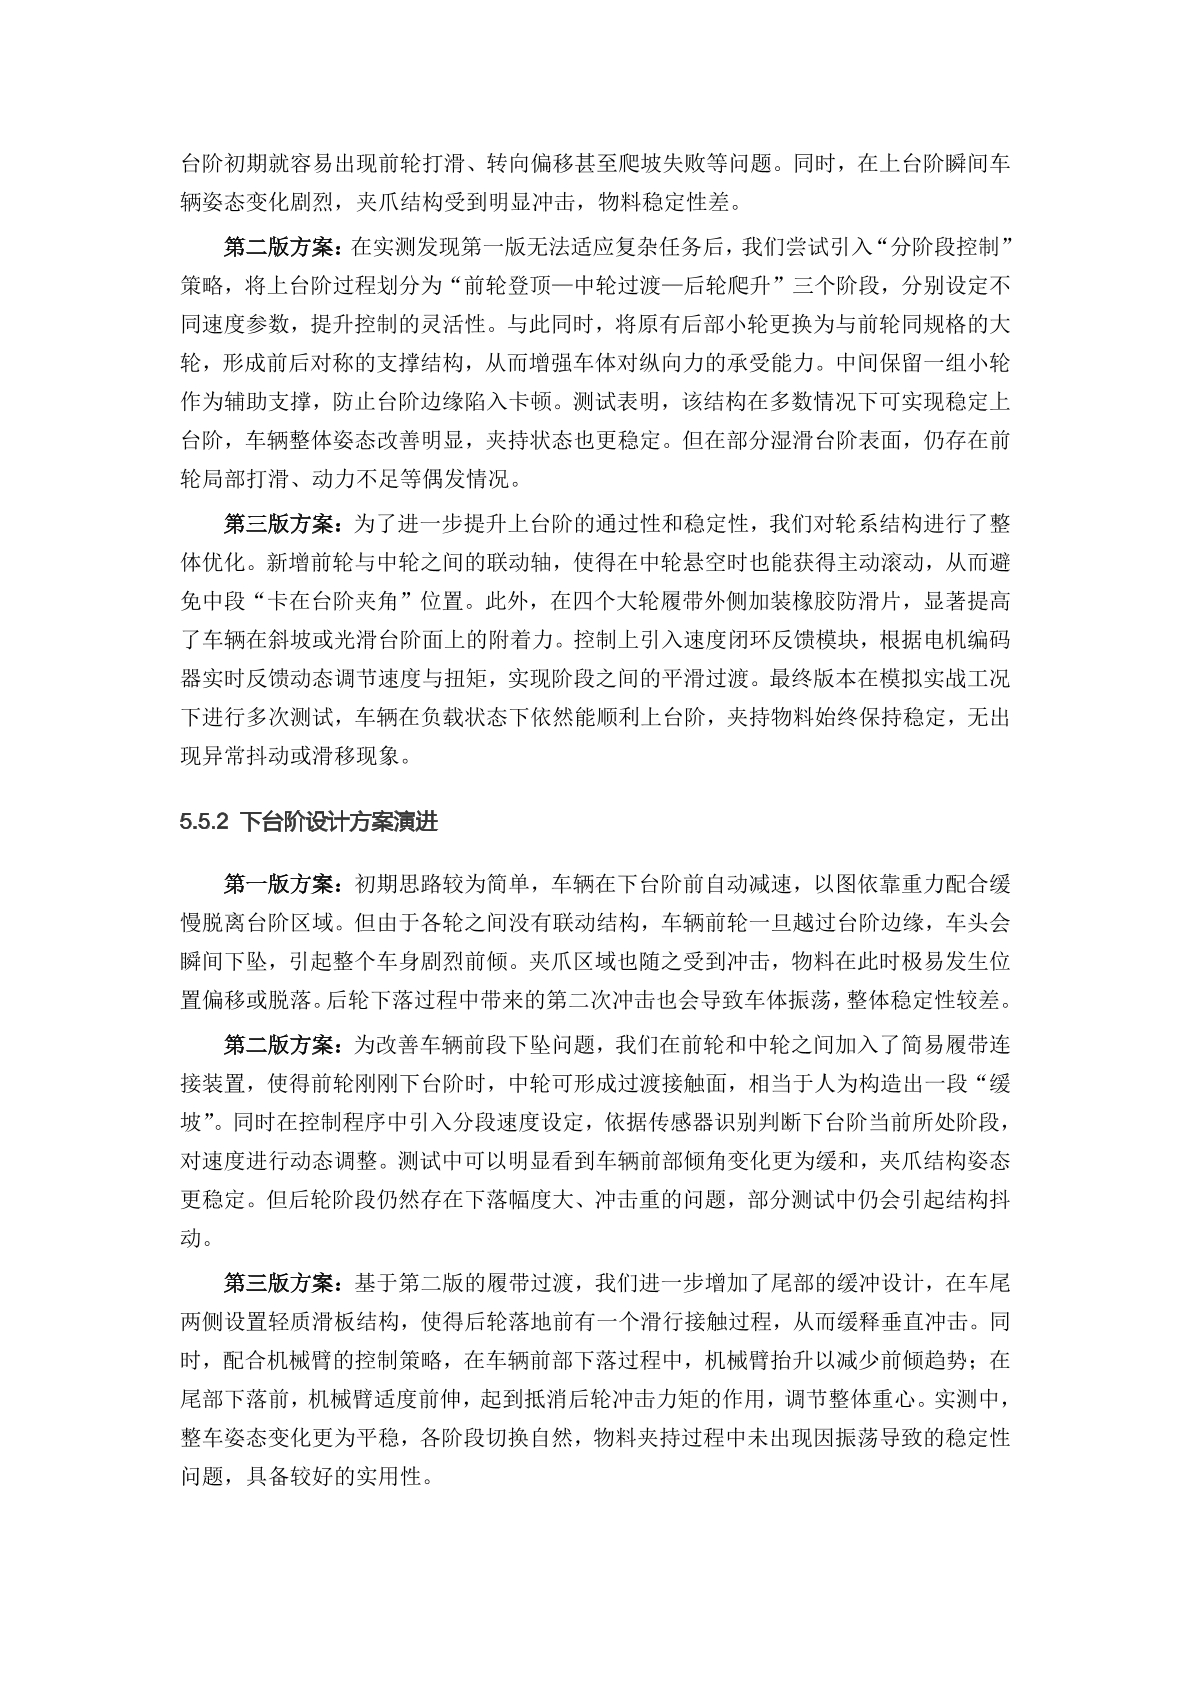 台阶初期就容易出现前轮打滑、转向偏移甚至爬坡失败等问题。同时，在上台阶瞬间车
辆姿态变化剧烈，夹爪结构受到明显冲击，物料稳定性差。
第二版方案：在实测发现第一版无法适应复杂任务后，我们尝试引入“分阶段控制”
策略，将上台阶过程划分为“前轮登顶—中轮过渡—后轮爬升”三个阶段，分别设定不
同速度参数，提升控制的灵活性。与此同时，将原有后部小轮更换为与前轮同规格的大
轮，形成前后对称的支撑结构，从而增强车体对纵向力的承受能力。中间保留一组小轮
作为辅助支撑，防止台阶边缘陷入卡顿。测试表明，该结构在多数情况下可实现稳定上
台阶，车辆整体姿态改善明显，夹持状态也更稳定。但在部分湿滑台阶表面，仍存在前
轮局部打滑、动力不足等偶发情况。
第三版方案：为了进一步提升上台阶的通过性和稳定性，我们对轮系结构进行了整
体优化。新增前轮与中轮之间的联动轴，使得在中轮悬空时也能获得主动滚动，从而避
免中段“卡在台阶夹角”位置。此外，在四个大轮履带外侧加装橡胶防滑片，显著提高
了车辆在斜坡或光滑台阶面上的附着力。控制上引入速度闭环反馈模块，根据电机编码
器实时反馈动态调节速度与扭矩，实现阶段之间的平滑过渡。最终版本在模拟实战工况
下进行多次测试，车辆在负载状态下依然能顺利上台阶，夹持物料始终保持稳定，无出
现异常抖动或滑移现象。
5.5.2 下台阶设计方案演进
第一版方案：初期思路较为简单，车辆在下台阶前自动减速，以图依靠重力配合缓
慢脱离台阶区域。但由于各轮之间没有联动结构，车辆前轮一旦越过台阶边缘，车头会
瞬间下坠，引起整个车身剧烈前倾。夹爪区域也随之受到冲击，物料在此时极易发生位
置偏移或脱落。后轮下落过程中带来的第二次冲击也会导致车体振荡，整体稳定性较差。
第二版方案：为改善车辆前段下坠问题，我们在前轮和中轮之间加入了简易履带连
接装置，使得前轮刚刚下台阶时，中轮可形成过渡接触面，相当于人为构造出一段“缓
坡”。同时在控制程序中引入分段速度设定，依据传感器识别判断下台阶当前所处阶段，
对速度进行动态调整。测试中可以明显看到车辆前部倾角变化更为缓和，夹爪结构姿态
更稳定。但后轮阶段仍然存在下落幅度大、冲击重的问题，部分测试中仍会引起结构抖
动。
第三版方案：基于第二版的履带过渡，我们进一步增加了尾部的缓冲设计，在车尾
两侧设置轻质滑板结构，使得后轮落地前有一个滑行接触过程，从而缓释垂直冲击。同
时，配合机械臂的控制策略，在车辆前部下落过程中，机械臂抬升以减少前倾趋势；在
尾部下落前，机械臂适度前伸，起到抵消后轮冲击力矩的作用，调节整体重心。实测中，
整车姿态变化更为平稳，各阶段切换自然，物料夹持过程中未出现因振荡导致的稳定性
问题，具备较好的实用性。